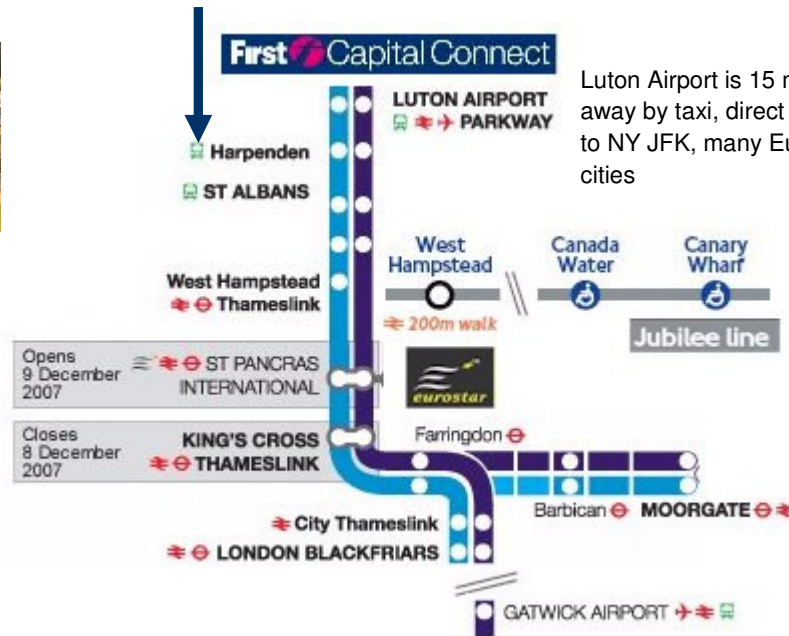 First Capital Connect
Luton Airport is 15
away by taxi, direct
to NY JFK, many
cities
LUTON AIRPORT
PARKWAY
Harpenden
ST ALBANS
West
Hampstead
Canada
Water
Canary
Wharf
West Hampstead
Thameslink
200m walk
Jubilee line
Opens
9 December
2007
ST PANCRAS
INTERNATIONAL
eurostar
Closes
8 December
2007
KING'S CROSS
THAMESLINK
Farringdon
Barbican
MOORGATE
City Thameslink
LONDON BLACKFRIARS
GATWICK AIRPORT